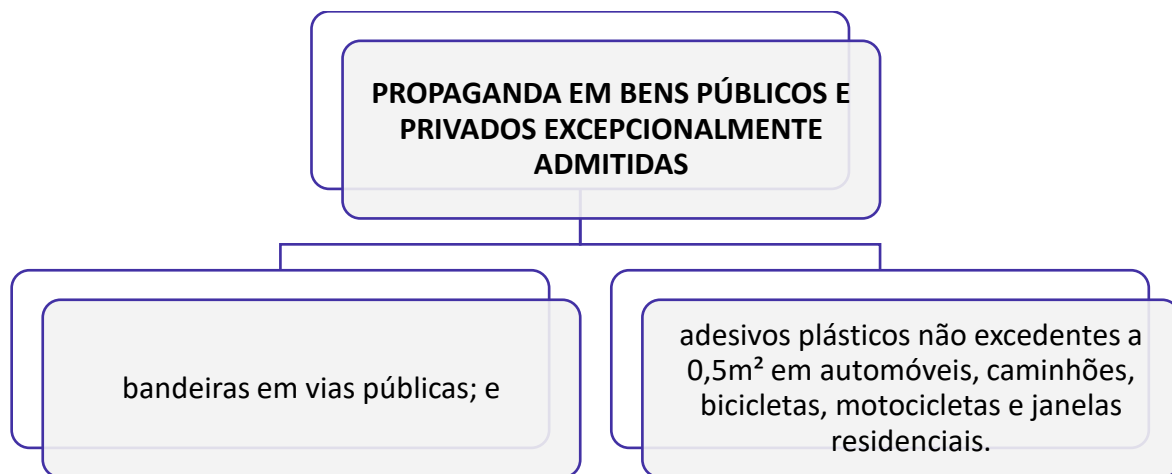 PROPAGANDA EM BENS PÚBLICOS E
PRIVADOS EXCEPCIONALMENTE
ADMITIDAS
bandeiras em vias públicas; e
adesivos plásticos não excedentes a
0,5m² em automóveis, caminhões,
bicicletas, motocicletas e janelas
residenciais.